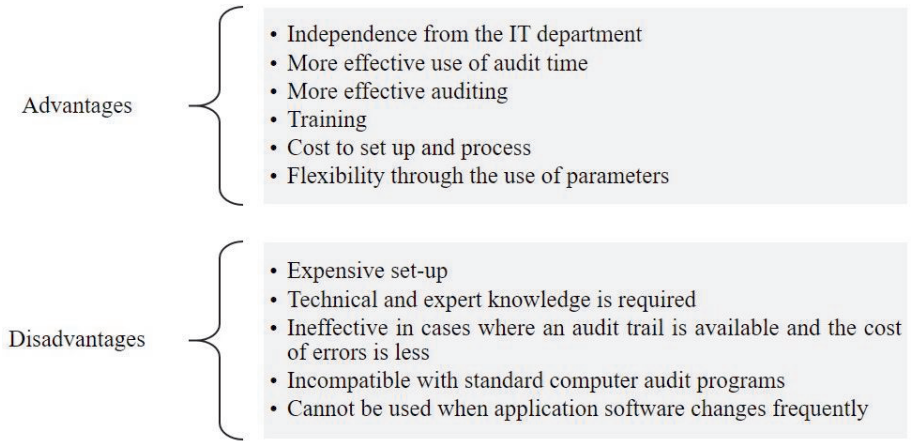 Advantages
• Independence from the IT department
• More effective use of audit time
• More effective auditing
• Training
• Cost to set up and process
• Flexibility through the use of parameters
Disadvantages
• Expensive set-up
• Technical and expert knowledge is required
• Ineffective in cases where an audit trail is available and the cost
of errors is less
• Incompatible with standard computer audit programs
• Cannot be used when application software changes frequently